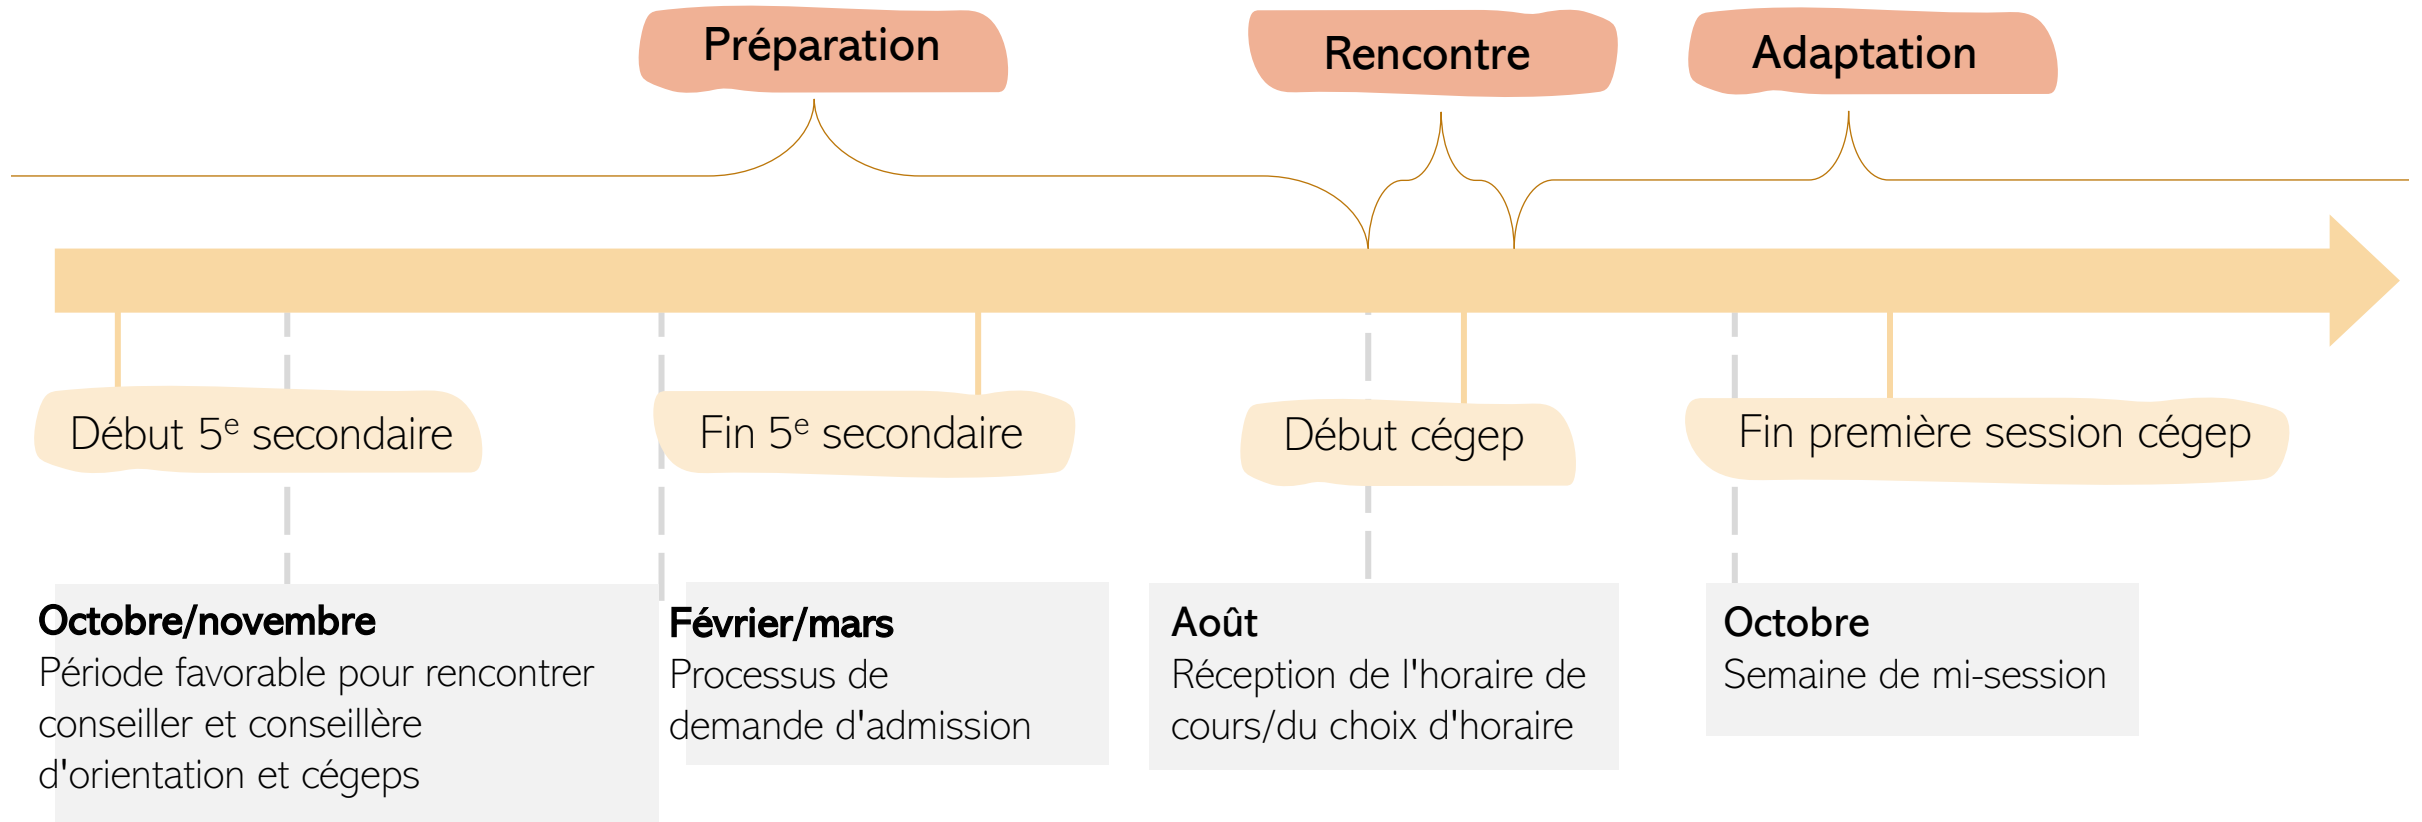 Préparation
Rencontre
Adaptation
Début 5e secondaire
Fin 5e secondaire
Début cégep
Fin première session cégep
Octobre/novembre
Période favorable pour rencontrer
conseiller et conseillère
d'orientation et cégeps
Février/mars
Processus de
demande d'admission
Août
Réception de l'horaire de
cours/du choix d'horaire
Octobre
Semaine de mi-session